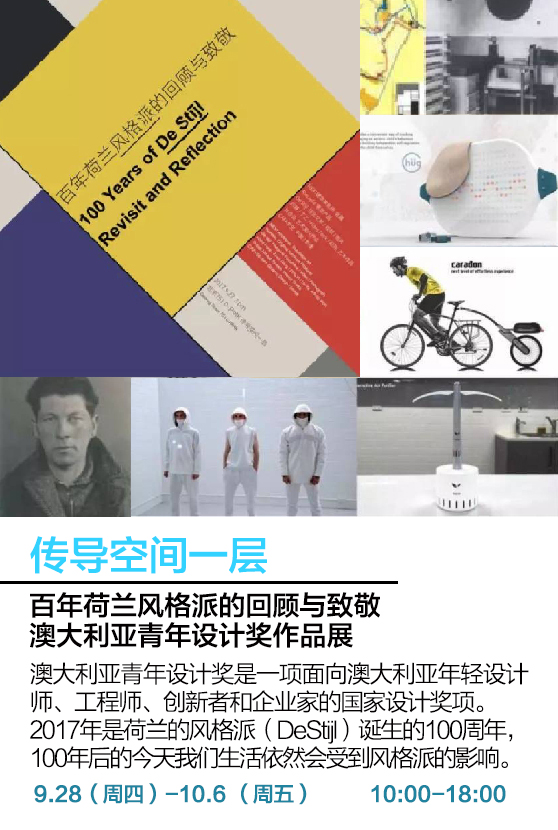 百年荷兰风格派的回顾与致敬
100 Years of De Stijl
Revisit and Reflection
hüg
caradon
传导空间一层
百年荷兰风格派的回顾与致敬
澳大利亚青年设计奖作品展
澳大利亚青年设计奖是一项面向澳大利亚年轻设计
师、工程师、创新者和企业家的国家设计奖项。
2017年是荷兰的风格派（DeStijl）诞生的100周年，
100年后的今天我们生活依然会受到风格派的影响。
9.28（周四）-10.6 （周五） 10:00-18:00